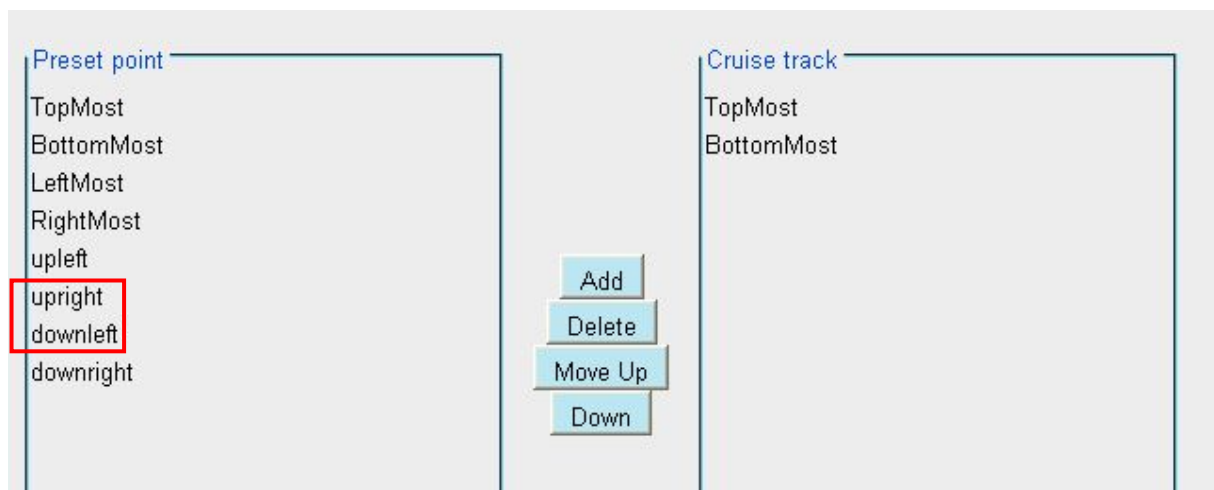 Preset point
TopMost
BottomMost
LeftMost
RightMost
upleft
upright
downleft
downright
Add
Delete
Move Up
Down
Cruise track
TopMost
BottomMost